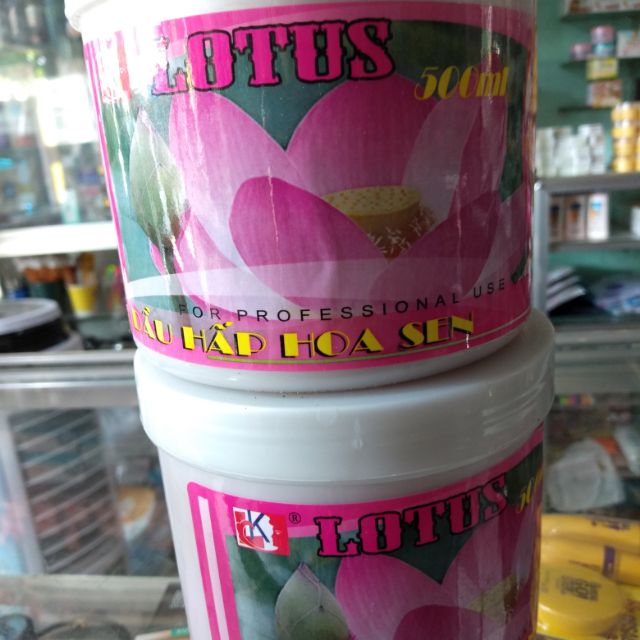 LOTUS
500ml
FOR PROFESSIONAL USE
DẦU HẤP HOA SEN
K ® LOTUS